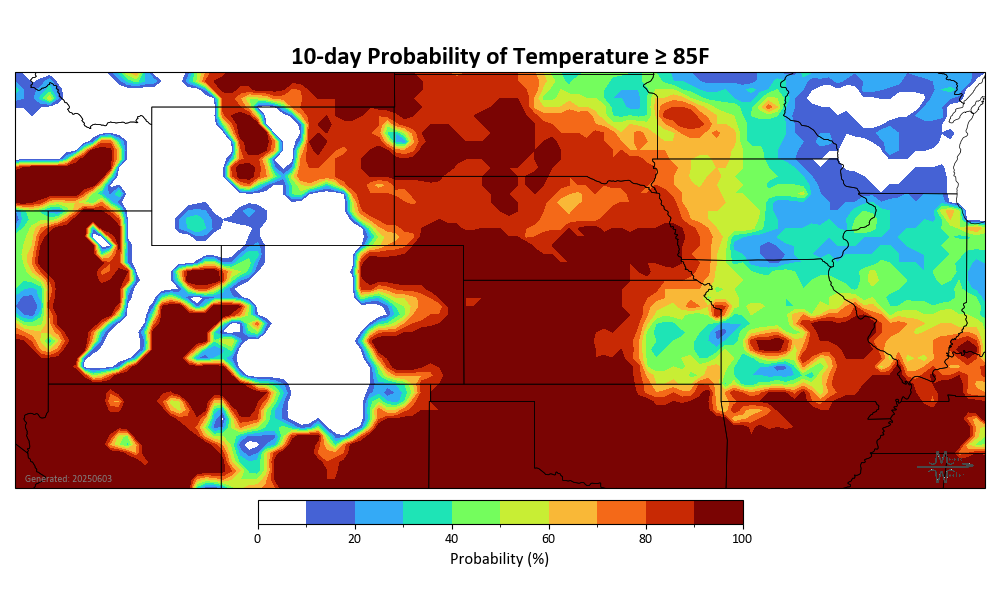 10-day Probability of Temperature ≥ 85F
Generated: 20250603
0 20 40 60 80 100
Probability (%)